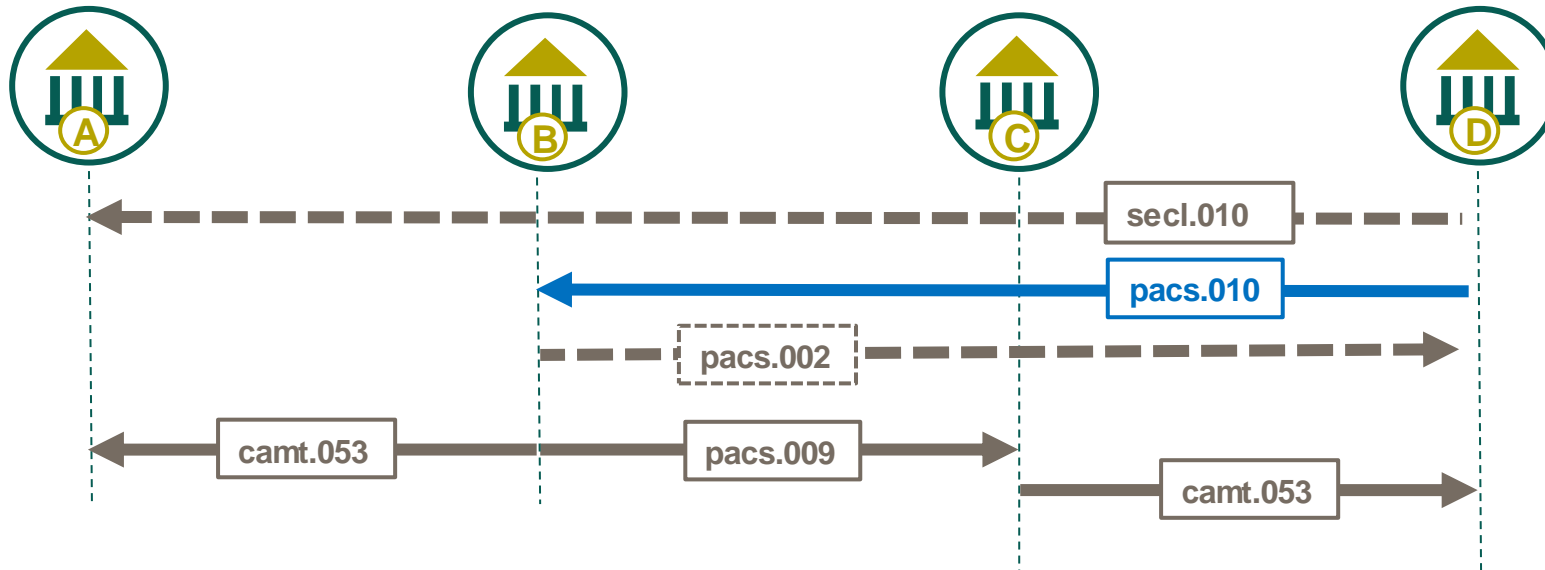 A
B
C
D
secl.010
pacs.010
pacs.002
camt.053
pacs.009
camt.053